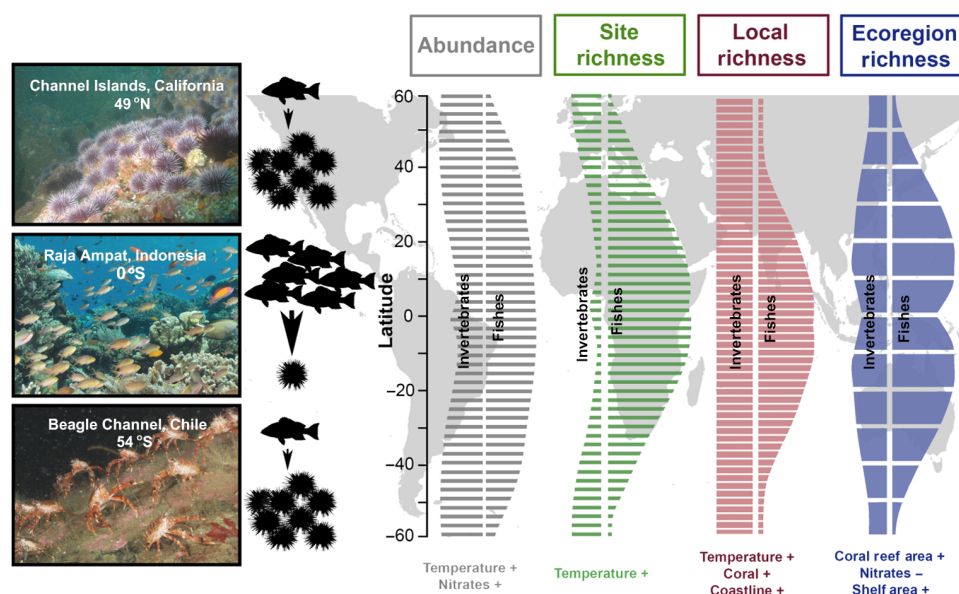 Abundance
Site
richness
Local
richness
Ecoregion
richness
Channel Islands, California
49 °N
Raja Ampat, Indonesia
0 °S
Beagle Channel, Chile
54 °S
Latitude
60
40
20
0
−20
−40
−60
Invertebrates
Fishes
Invertebrates
Fishes
Invertebrates
Fishes
Invertebrates
Fishes
Temperature +
Nitrates +
Temperature +
Temperature +
Coral +
Coastline +
Coral reef area +
Nitrates –
Shelf area +